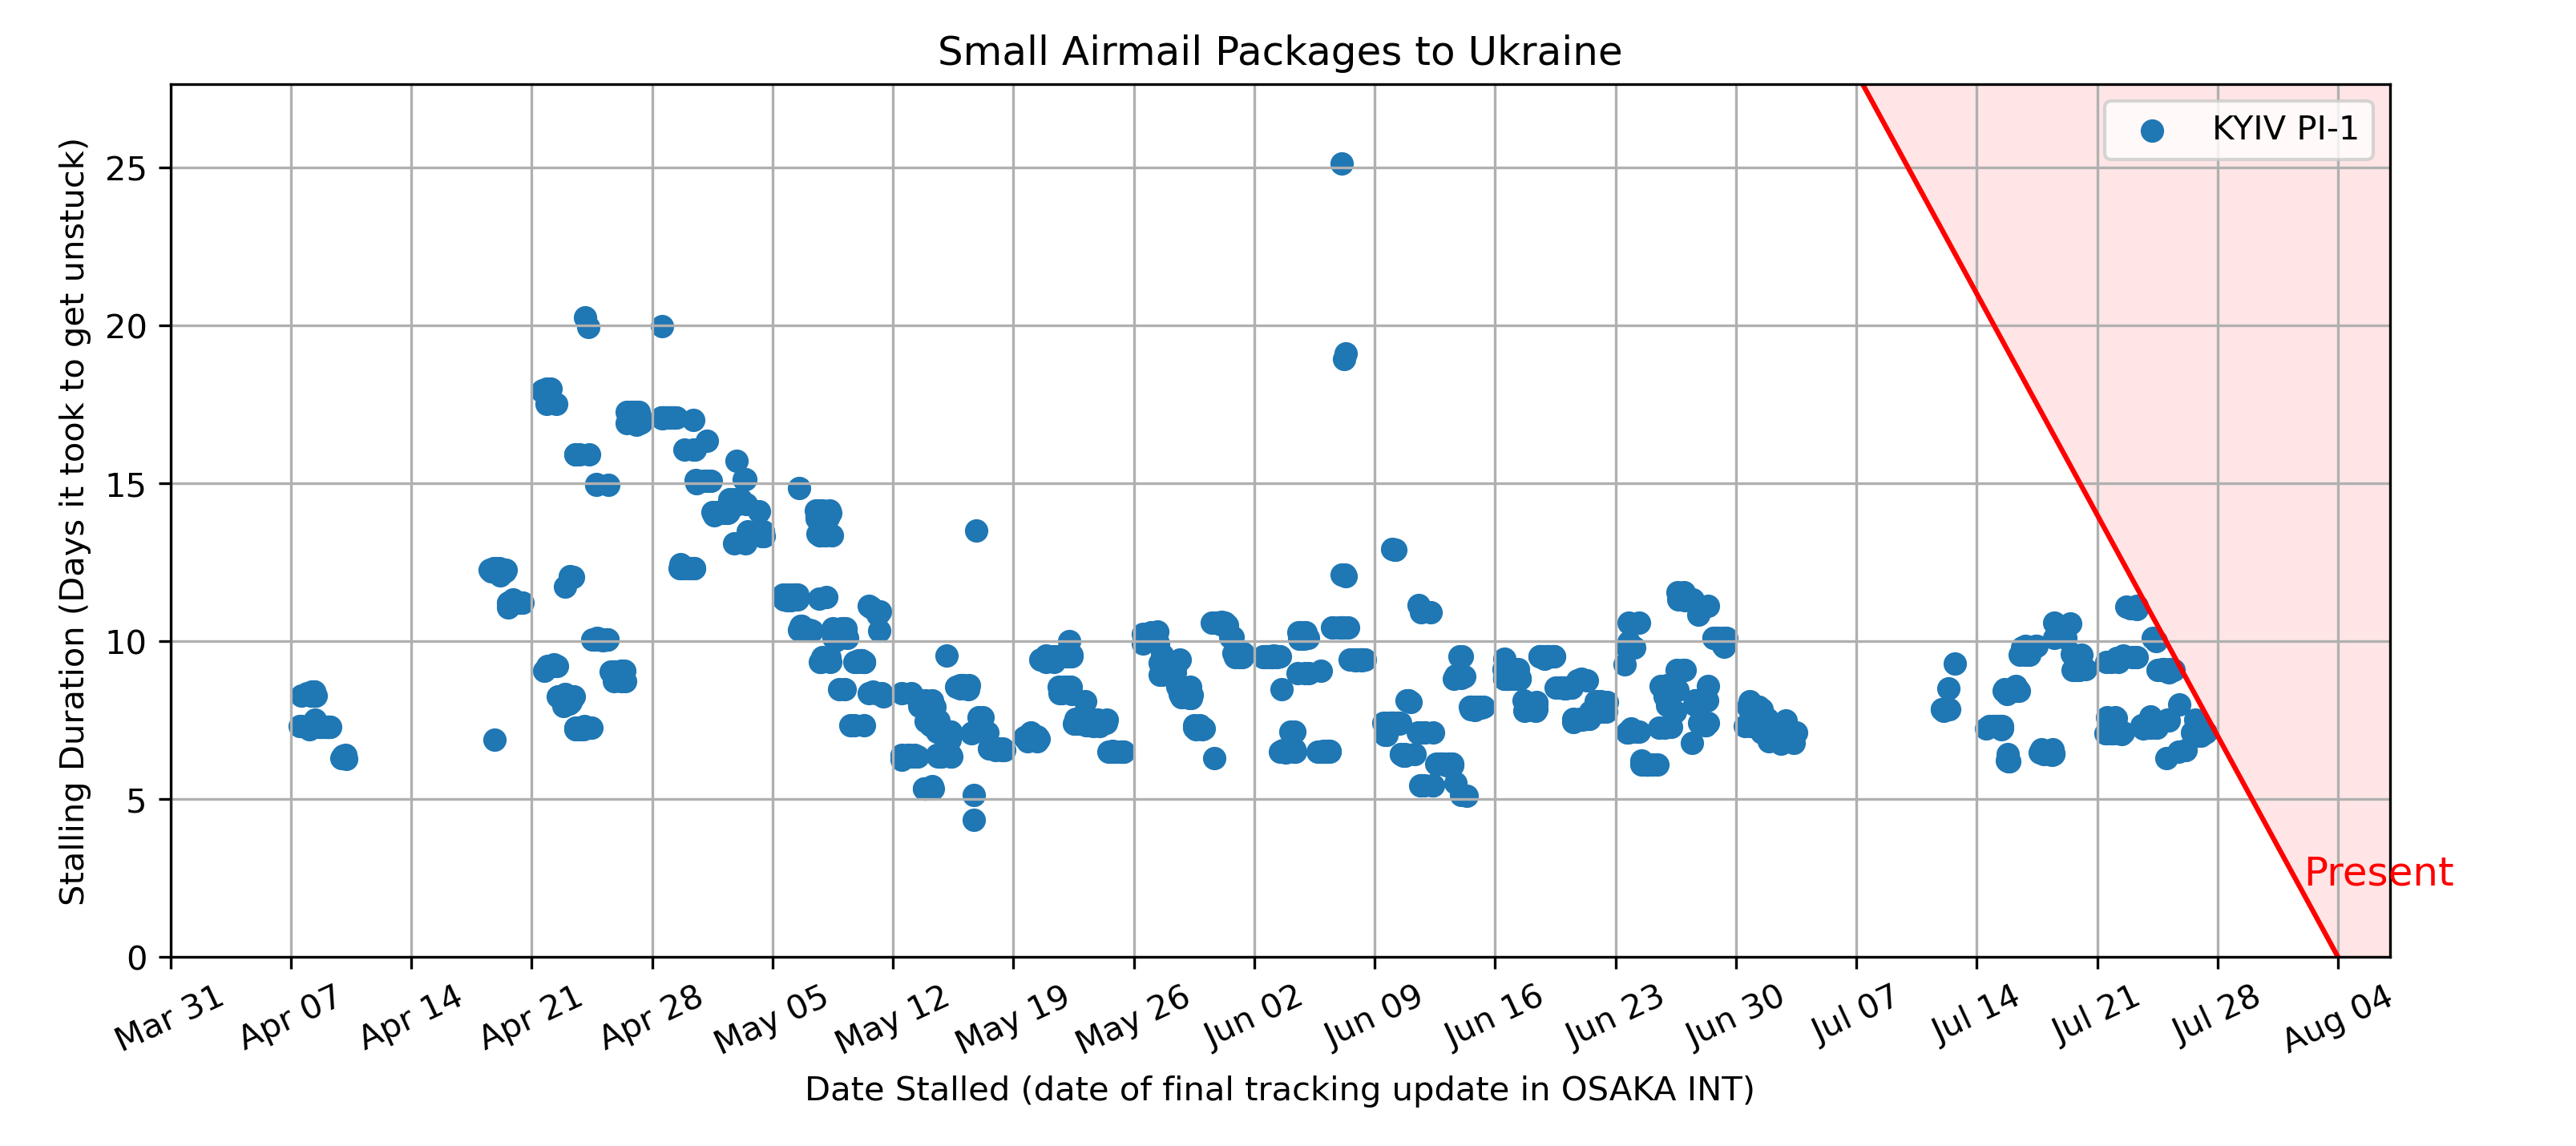 Small Airmail Packages to Ukraine
Stalling Duration (Days it took to get unstuck)
25
20
15
10
5
0
KYIV PI-1
Present
Mar 31
Apr 07
Apr 14
Apr 21
Apr 28
May 05
May 12
May 19
May 26
Jun 02
Jun 09
Jun 16
Jun 23
Jun 30
Jul 07
Jul 14
Jul 21
Jul 28
Aug 04
Date Stalled (date of final tracking update in OSAKA INT)